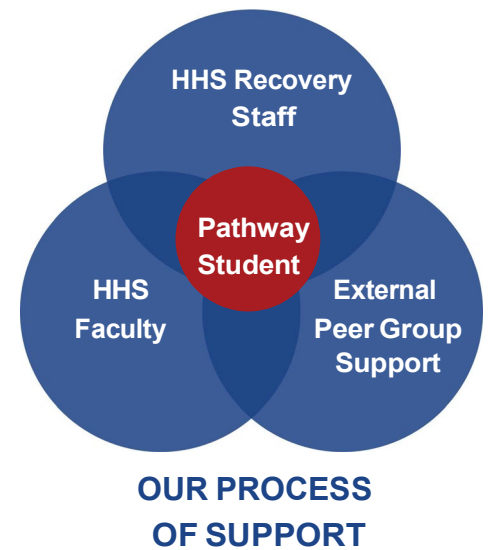 HHS Recovery
Staff
Pathway
Student
HHS
Faculty
External
Peer Group
Support
OUR PROCESS
OF SUPPORT